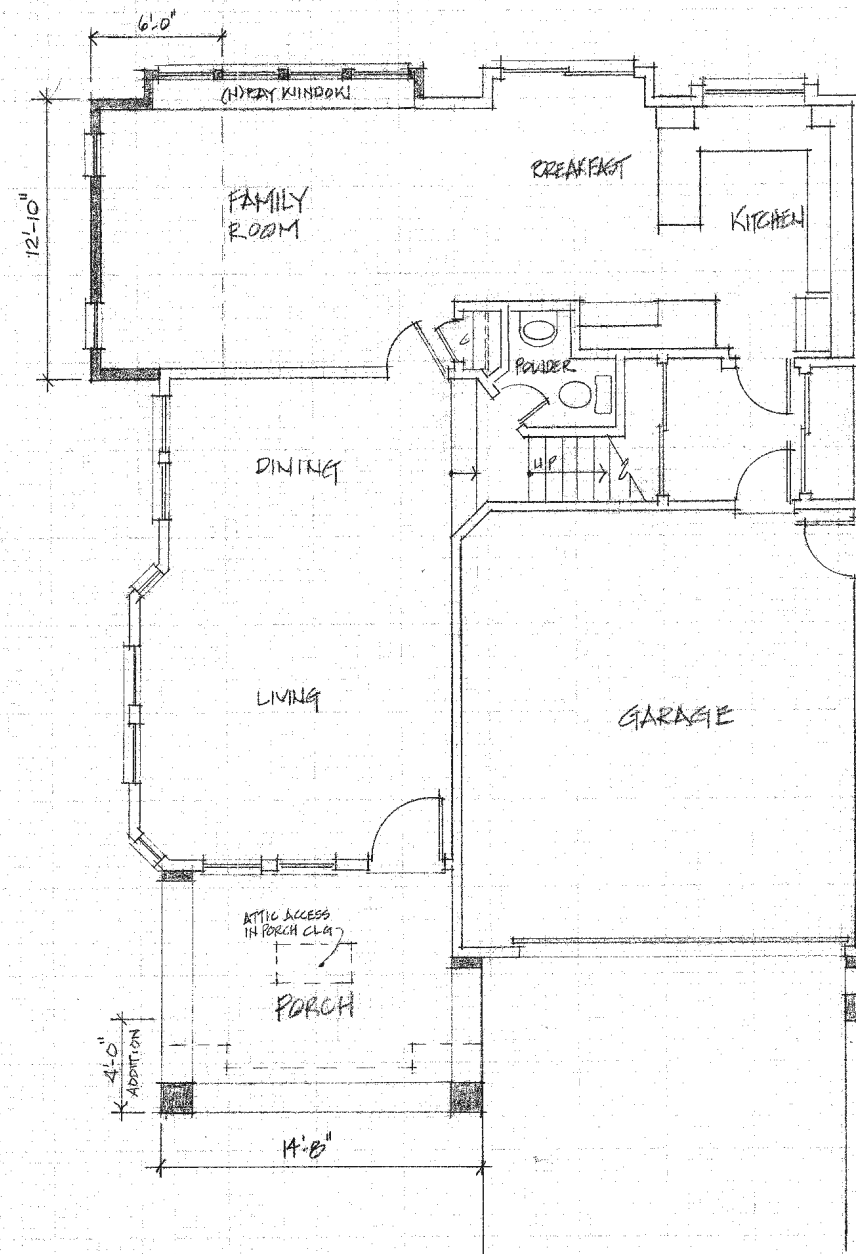 6'-0"
(N) BAY WINDOW
12'-10"
FAMILY
ROOM
BREAKFAST
KITCHEN
POWDER
DINING
UP
LIVING
GARAGE
ATTIC ACCESS
IN PORCH CLG
PORCH
4'-0"
ADDITION
14'-8"